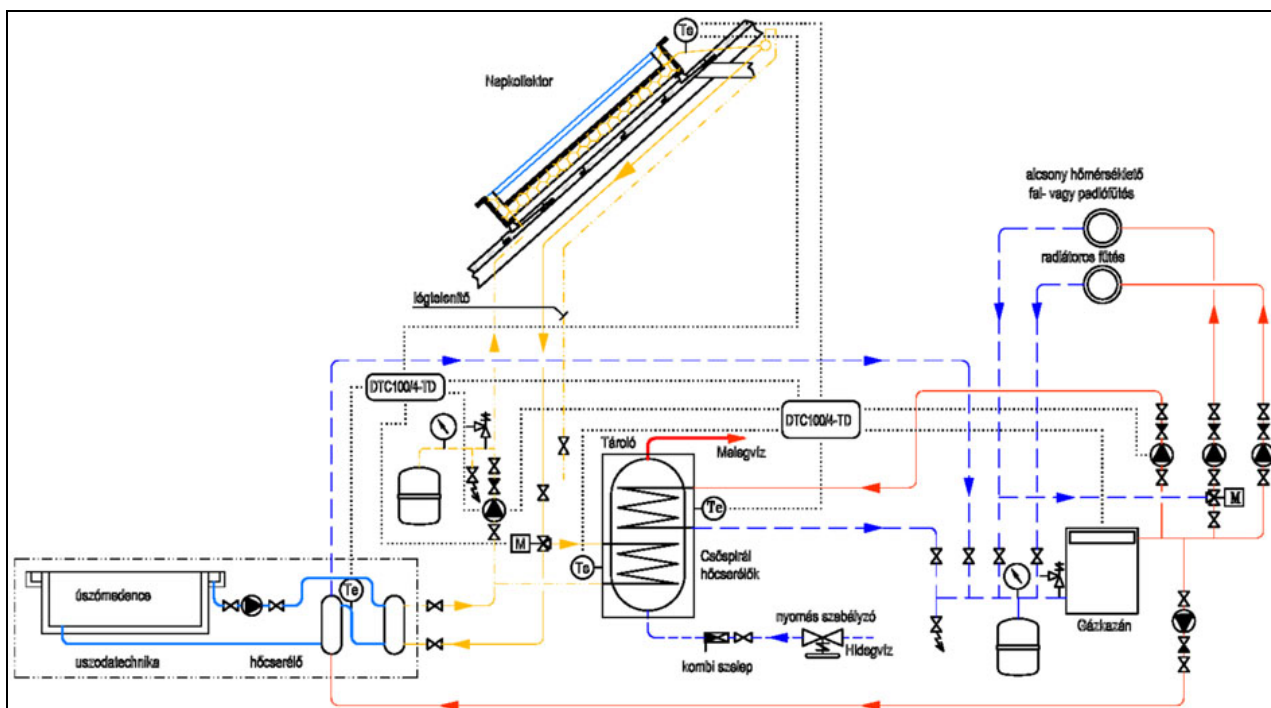 Te
Napkollektor
alcsony hőmérséklető
fal- vagy padlófűtés
radiátoros fűtés
légtelenítő
DTC100/4-TD
DTC100/4-TD
Tároló
Melegvíz
M
Te
M
Te
Csőspirál
hőcserélők
Te
úszómedence
nyomás szabályzó
Hidegvíz
Gázkazán
uszodatechnika
hőcserélő
kombi szelep